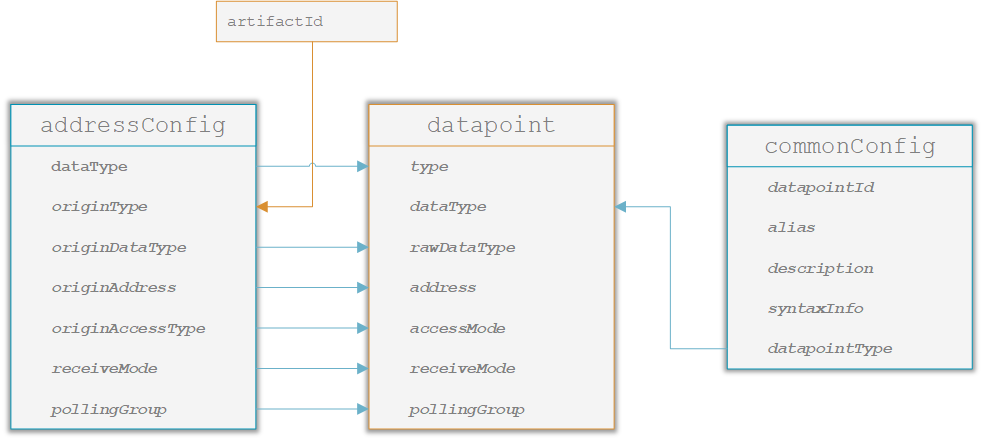 artifactId
addressConfig
dataType
originType
originDataType
originAddress
originAccessType
receiveMode
pollingGroup
datapoint
type
dataType
rawDataType
address
accessMode
receiveMode
pollingGroup
commonConfig
datapointId
alias
description
syntaxInfo
datapointType